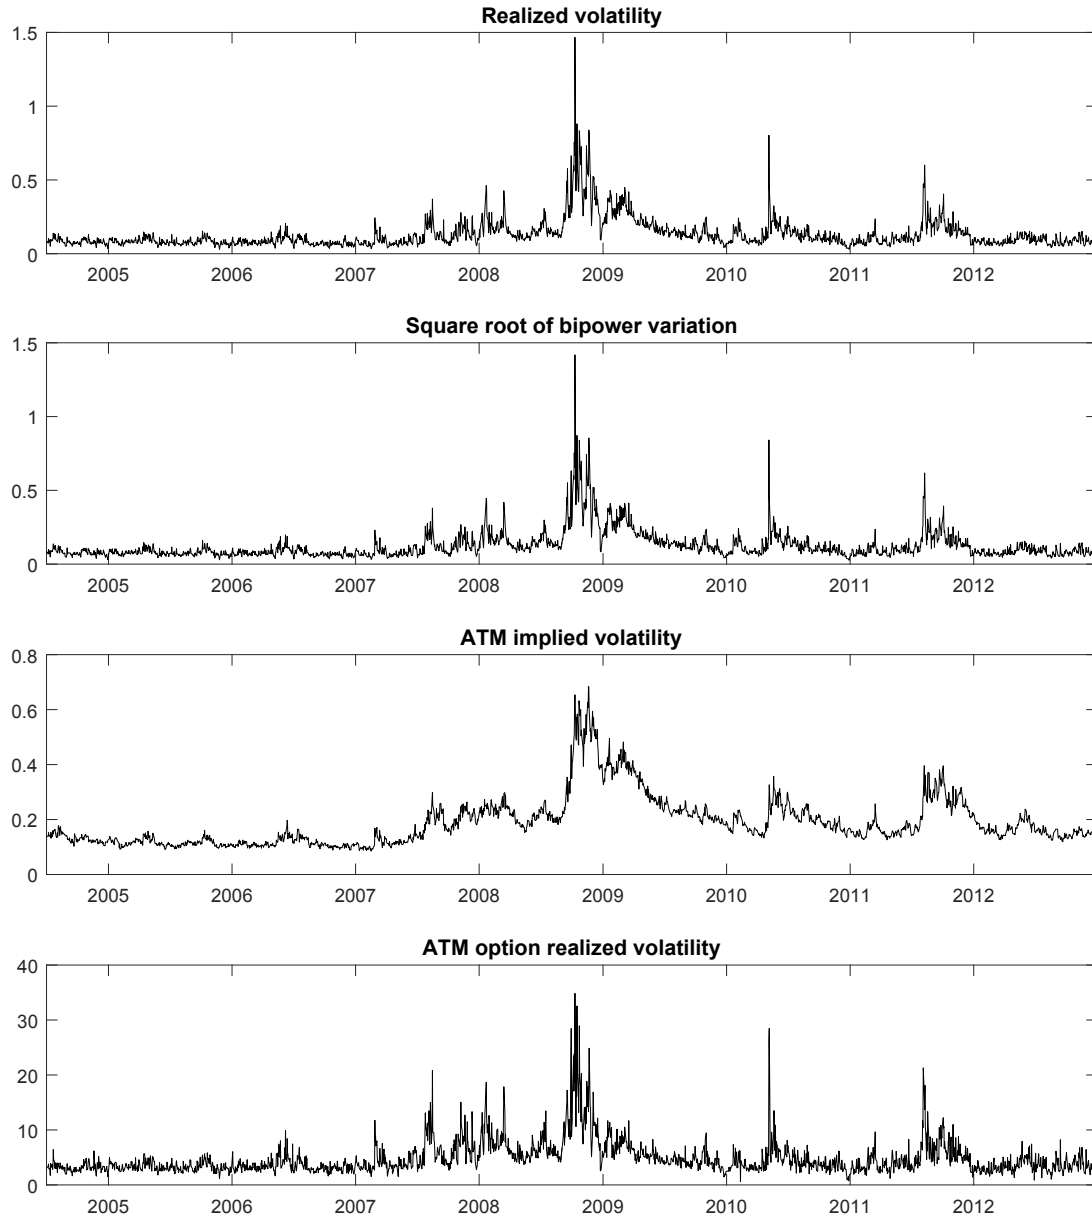 Realized volatility
1.5
1
0.5
0
2005 2006 2007 2008 2009 2010 2011 2012
Square root of bipower variation
1.5
1
0.5
0
2005 2006 2007 2008 2009 2010 2011 2012
ATM implied volatility
0.8
0.6
0.4
0.2
0
2005 2006 2007 2008 2009 2010 2011 2012
ATM option realized volatility
40
30
20
10
0
2005 2006 2007 2008 2009 2010 2011 2012